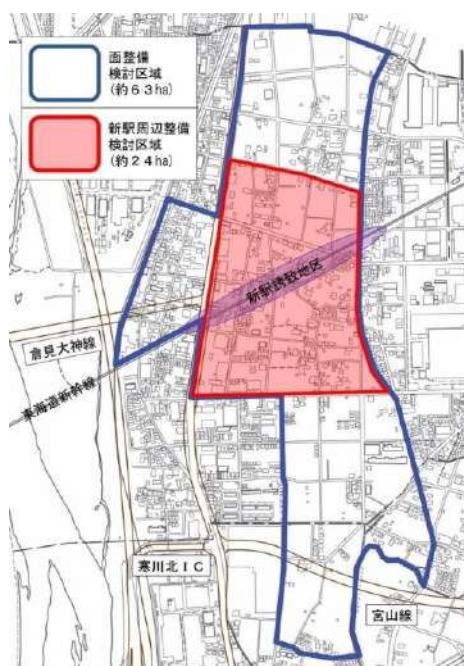 面整備
検討区域
(約63ha)
新駅周辺整備
検討区域
(約24ha)
新駅誘致地区
倉見大神線
東海道新幹線
寒川北IC
宮山線